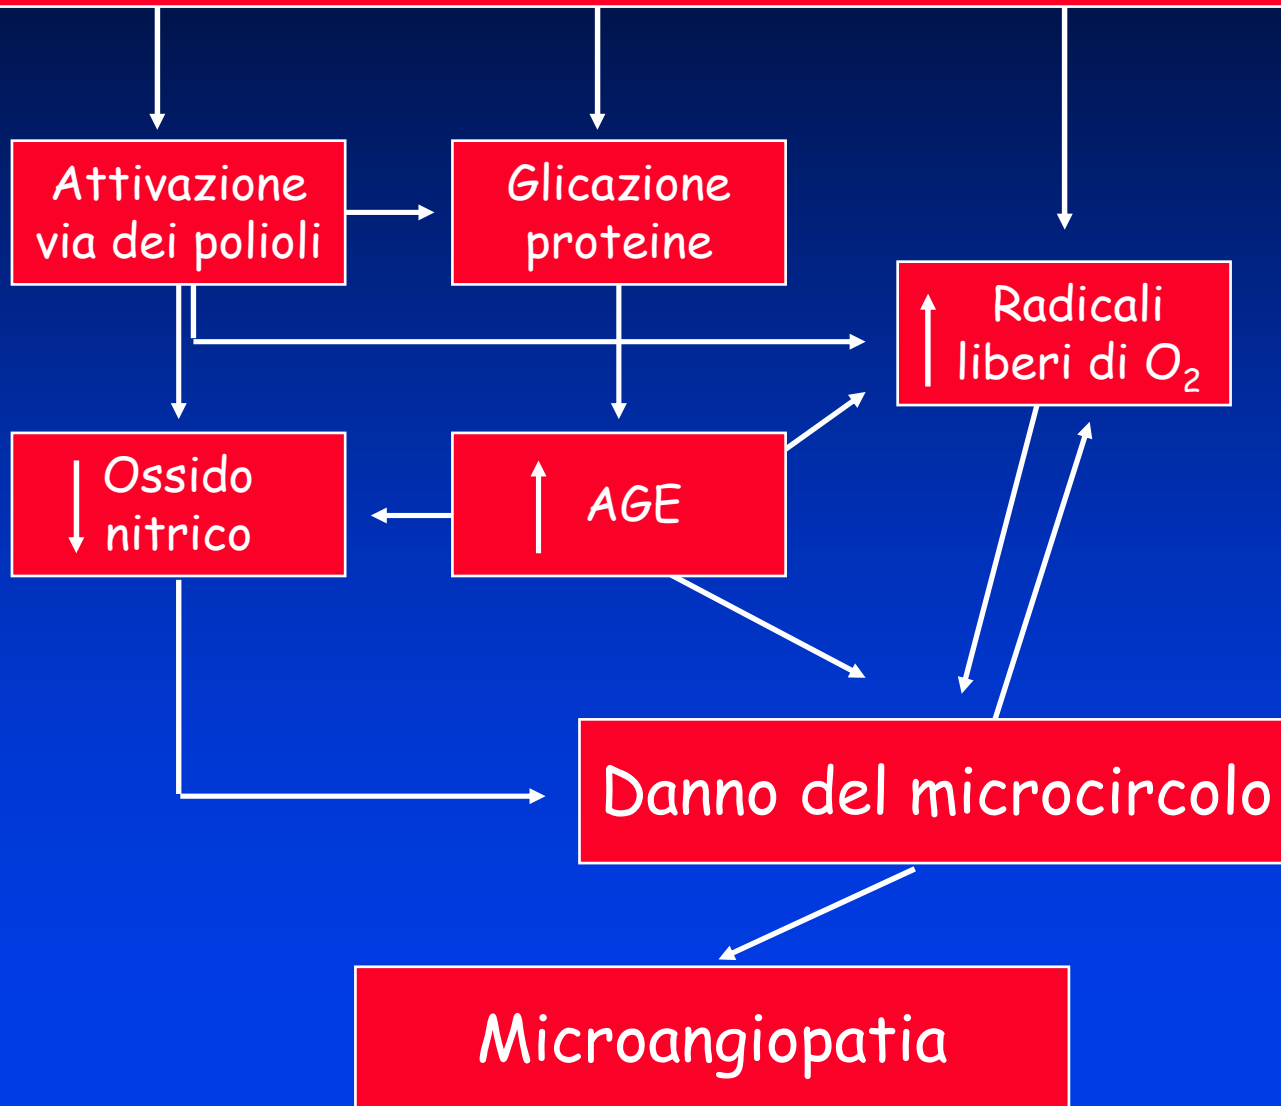 Attivazione
via dei polioli
Glicazione
proteine
Radicali
liberi di O₂
Ossido
nitrico
AGE
Danno del microcircolo
Microangiopatia